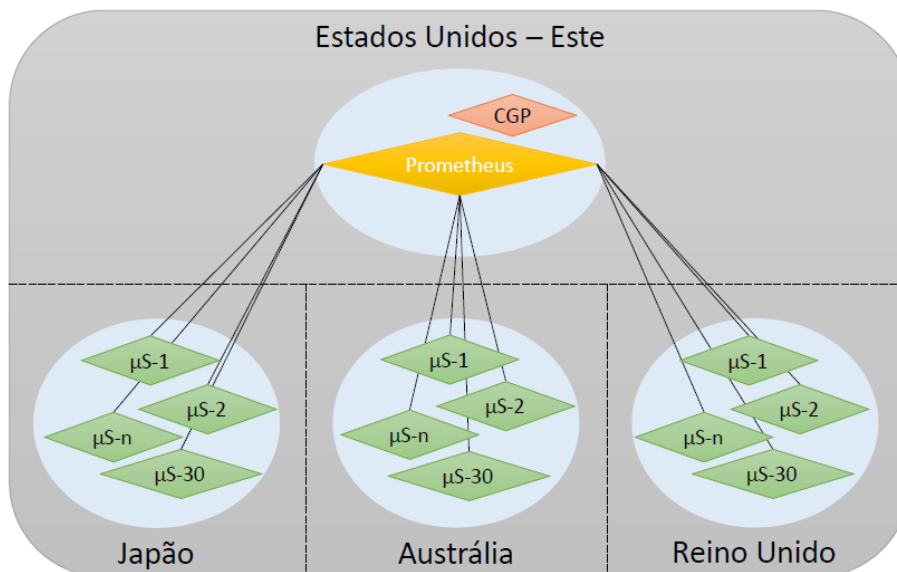 Estados Unidos – Este
CGP
Prometheus
µS-1
µS-2
µS-n
µS-30
µS-1
µS-2
µS-n
µS-30
µS-1
µS-2
µS-n
µS-30
Japão
Austrália
Reino Unido